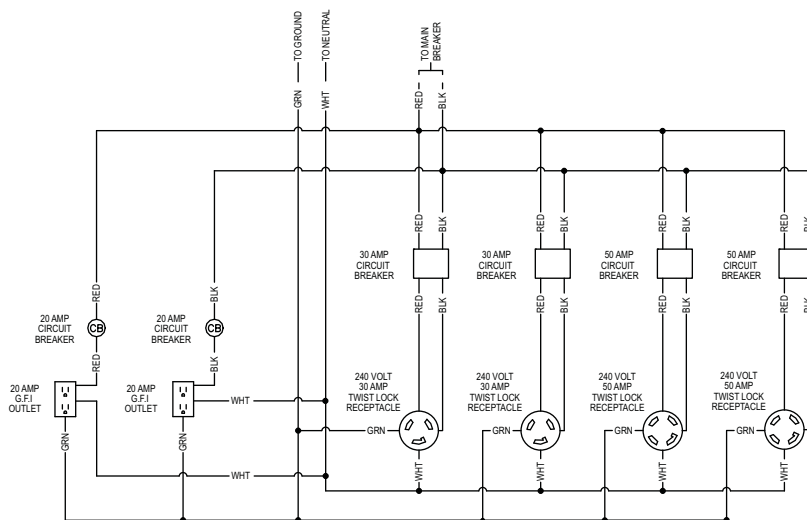 TO GROUND
TO NEUTRAL
TO MAIN
BREAKER
GRN
WHT
RED
BLK
RED
BLK
RED
BLK
RED
BLK
RED
BLK
30 AMP
CIRCUIT
BREAKER
30 AMP
CIRCUIT
BREAKER
50 AMP
CIRCUIT
BREAKER
50 AMP
CIRCUIT
BREAKER
RED
BLK
RED
BLK
RED
BLK
RED
BLK
RED
BLK
20 AMP
CIRCUIT
BREAKER
CB
20 AMP
CIRCUIT
BREAKER
CB
RED
BLK
20 AMP
G.F.I
OUTLET
20 AMP
G.F.I
OUTLET
240 VOLT
30 AMP
TWIST LOCK
RECEPTACLE
240 VOLT
30 AMP
TWIST LOCK
RECEPTACLE
240 VOLT
50 AMP
TWIST LOCK
RECEPTACLE
240 VOLT
50 AMP
TWIST LOCK
RECEPTACLE
WHT
GRN
GRN
GRN
GRN
GRN
GRN
WHT
WHT
WHT
WHT
WHT